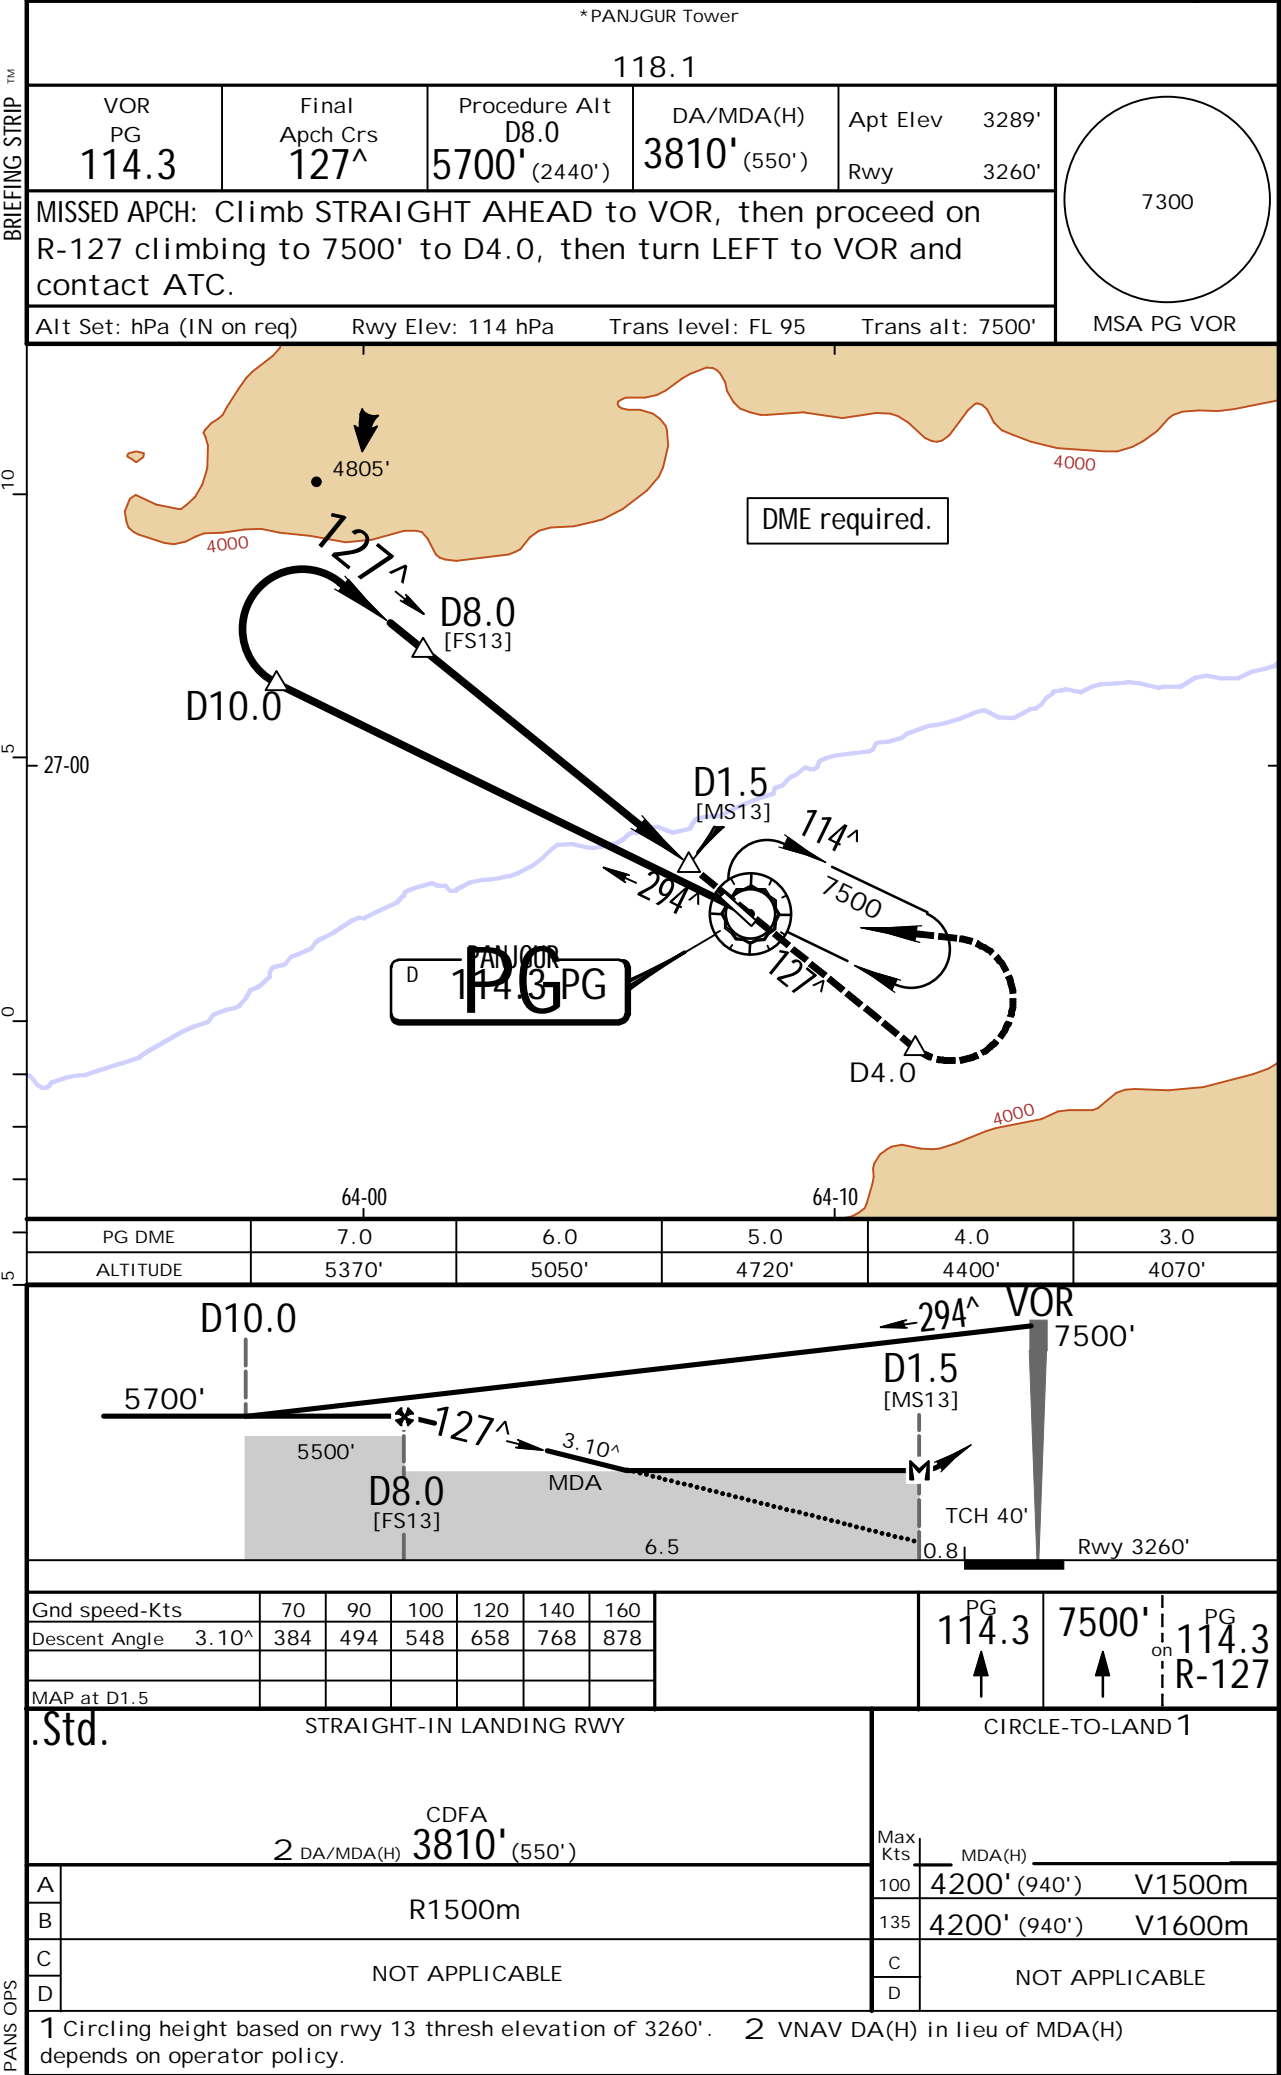 *PANJGUR Tower
118.1
BRIEFING STRIP TM
VOR
PG
114.3
Final
Apch Crs
127^
Procedure Alt
D8.0
5700' (2440')
DA/MDA(H)
3810' (550')
Apt Elev 3289'
Rwy 3260'
7300
MSA PG VOR
MISSED APCH: Climb STRAIGHT AHEAD to VOR, then proceed on
R-127 climbing to 7500' to D4.0, then turn LEFT to VOR and
contact ATC.
Alt Set: hPa (IN on req) Rwy Elev: 114 hPa Trans level: FL 95 Trans alt: 7500'
4805'
10
4000
4000
DME required.
127^
D8.0
[FS13]
D10.0
5
27-00
D1.5
[MS13]
114^
7500
294^
PANJGUR
PG
D 114.3 PG
127^
0
D4.0
4000
64-00
64-10
5
PG DME 7.0 6.0 5.0 4.0 3.0
ALTITUDE 5370' 5050' 4720' 4400' 4070'
D10.0
294^
VOR
7500'
D1.5
[MS13]
5700'
127^
3.10^
5500'
MDA
D8.0
[FS13]
TCH 40'
6.5
0.8
Rwy 3260'
Gnd speed-Kts 70 90 100 120 140 160
Descent Angle 3.10^ 384 494 548 658 768 878
MAP at D1.5
PG
114.3
7500'
on
PG
114.3
R-127
.Std.
STRAIGHT-IN LANDING RWY
CIRCLE-TO-LAND 1
CDFA
2 DA/MDA(H) 3810' (550')
Max
Kts
MDA(H)
A
B
R1500m
100 4200' (940') V1500m
135 4200' (940') V1600m
C
D
NOT APPLICABLE
C
D
NOT APPLICABLE
PANS OPS
1 Circling height based on rwy 13 thresh elevation of 3260'. 2 VNAV DA(H) in lieu of MDA(H)
depends on operator policy.